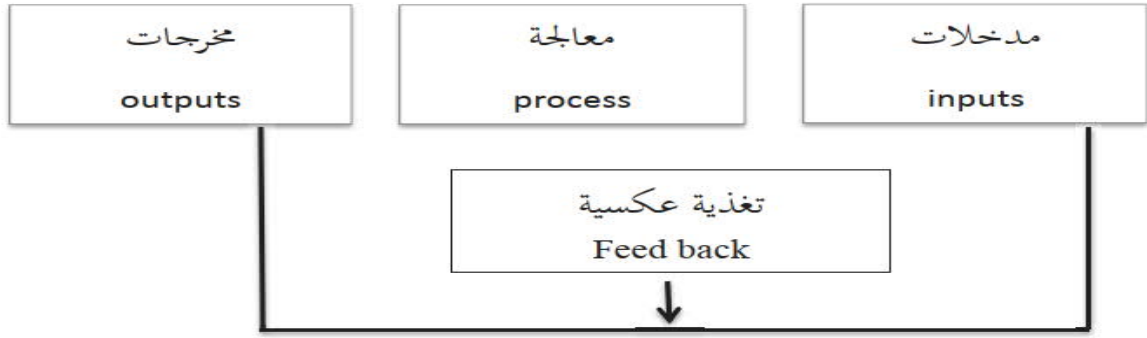 مدخلات
inputs
معالجة
process
مخرجات
outputs
تغذية عكسية
Feed back